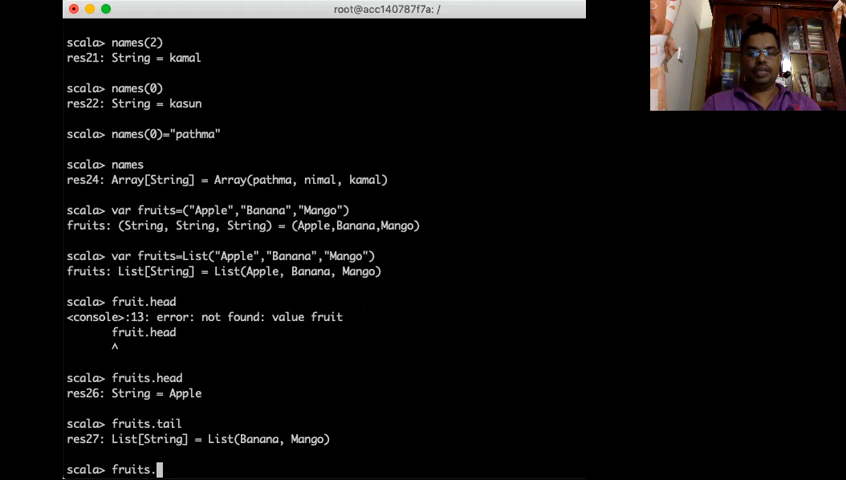 root@acc140787f7a: /
scala> names(2)
res21: String = kamal
scala> names(0)
res22: String = kasun
scala> names(0)="pathma"
scala> names
res24: Array[String] = Array(pathma, nimal, kamal)
scala> var fruits=("Apple","Banana","Mango")
fruits: (String, String, String) = (Apple,Banana,Mango)
scala> var fruits=List("Apple","Banana","Mango")
fruits: List[String] = List(Apple, Banana, Mango)
scala> fruit.head
<console>:13: error: not found: value fruit
fruit.head
^
scala> fruits.head
res26: String = Apple
scala> fruits.tail
res27: List[String] = List(Banana, Mango)
scala> fruits.